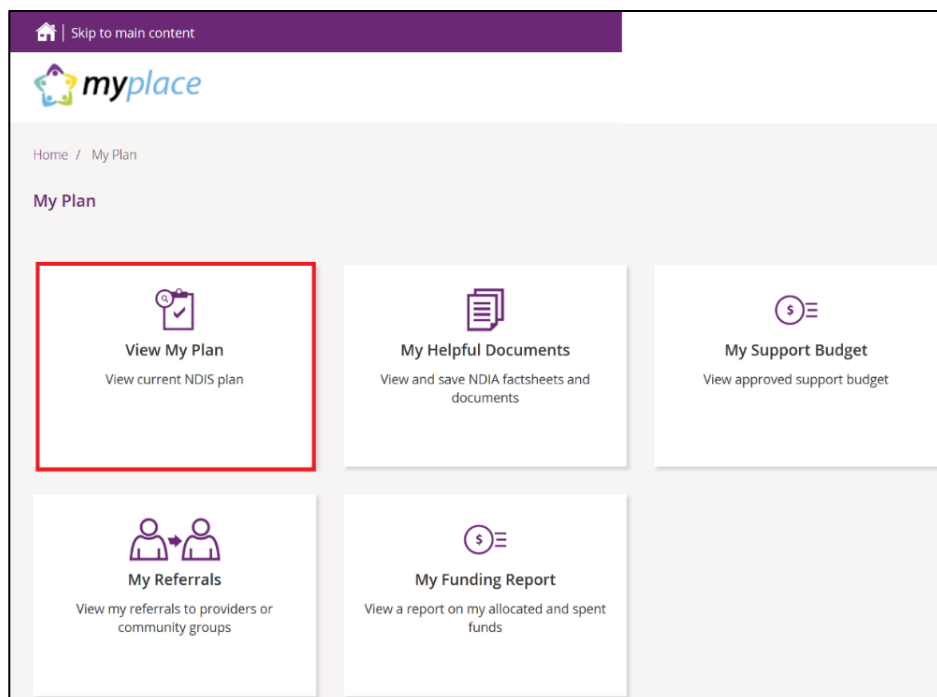 Skip to main content
myplace
Home / My Plan
My Plan
View My Plan
View current NDIS plan
My Helpful Documents
View and save NDIA factsheets and
documents
$
My Support Budget
View approved support budget
My Referrals
View my referrals to providers or
community groups
$
My Funding Report
View a report on my allocated and spent
funds